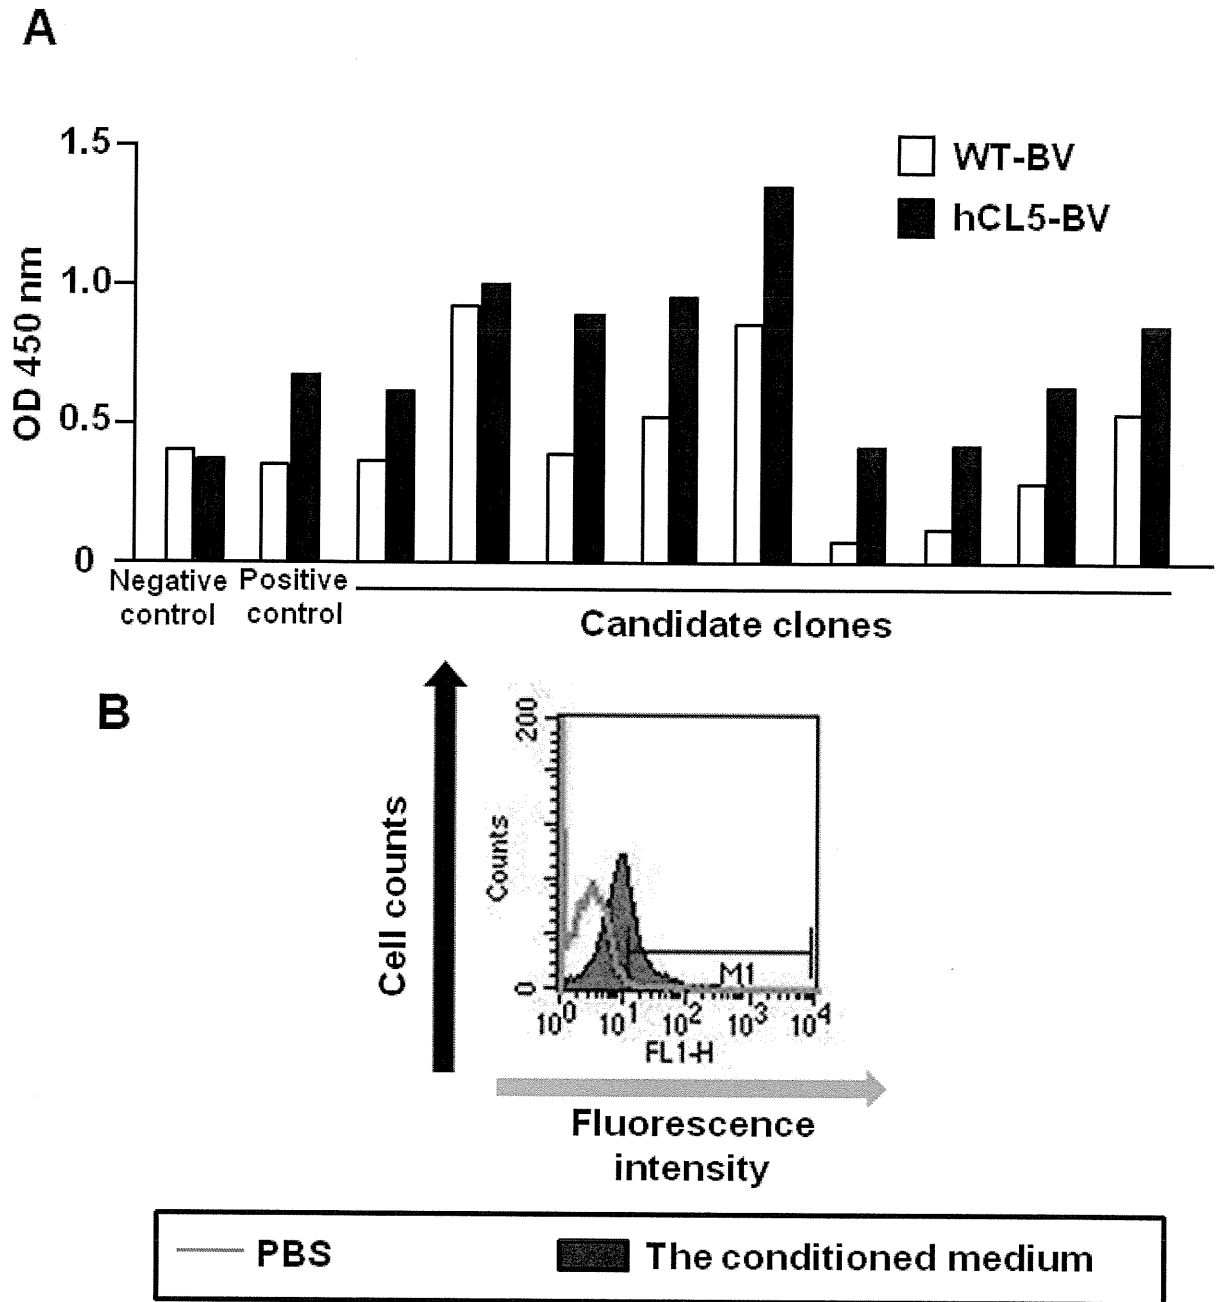 A
1.5
1.0
0.5
0
OD 450 nm
WT-BV
hCL5-BV
Negative control
Positive control
Candidate clones
B
Cell counts
200
Counts
0
M1
10^0 10^1 10^2 10^3 10^4
FL1-H
Fluorescence
intensity
PBS
The conditioned medium